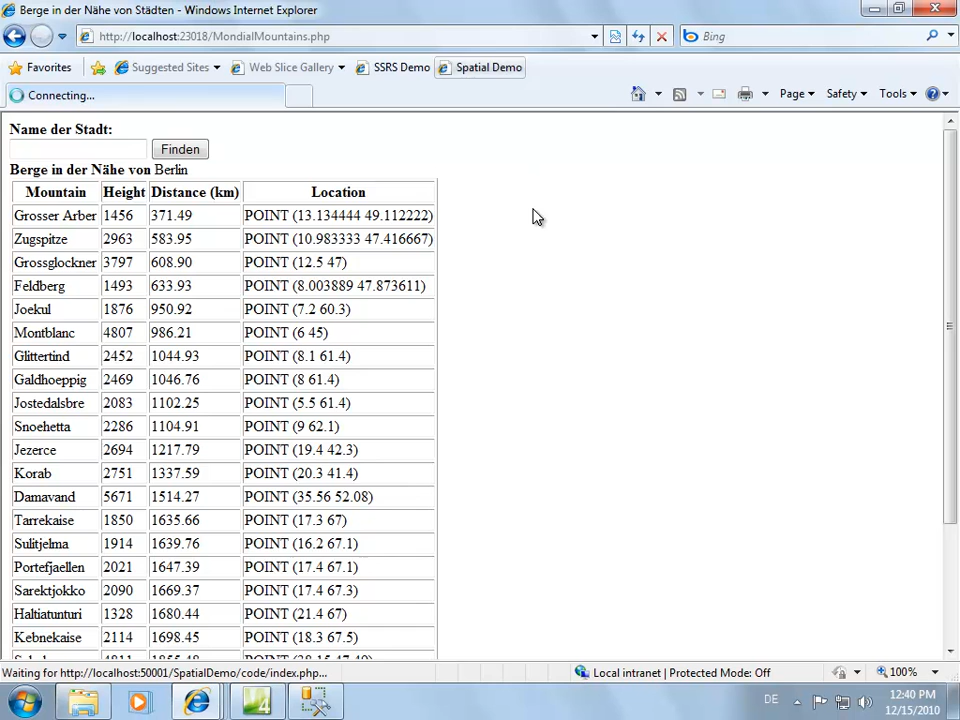 Berge in der Nähe von Städten - Windows Internet Explorer
http://localhost:23018/MondialMountains.php
Bing
Favorites
Suggested Sites
Web Slice Gallery
SSRS Demo
Spatial Demo
Connecting...
Page
Safety
Tools
Name der Stadt:
Finden
Berge in der Nähe von Berlin
Mountain Height Distance (km) Location
Grosser Arber 1456 371.49 POINT (13.134444 49.112222)
Zugspitze 2963 583.95 POINT (10.983333 47.416667)
Grossglockner 3797 608.90 POINT (12.5 47)
Feldberg 1493 633.93 POINT (8.003889 47.873611)
Joekul 1876 950.92 POINT (7.2 60.3)
Montblanc 4807 986.21 POINT (6 45)
Glittertind 2452 1044.93 POINT (8.1 61.4)
Galdhoeppig 2469 1046.76 POINT (8 61.4)
Jostedalsbre 2083 1102.25 POINT (5.5 61.4)
Snoehetta 2286 1104.91 POINT (9 62.1)
Jezerce 2694 1217.79 POINT (19.4 42.3)
Korab 2751 1337.59 POINT (20.3 41.4)
Damavand 5671 1514.27 POINT (35.56 52.08)
Tarrekaise 1850 1635.66 POINT (17.3 67)
Sulitjelma 1914 1639.76 POINT (16.2 67.1)
Portefjaellen 2021 1647.39 POINT (17.4 67.1)
Sarektjokko 2090 1669.37 POINT (17.4 67.3)
Haltiatunturi 1328 1680.44 POINT (21.4 67)
Kebnekaise 2114 1698.45 POINT (18.3 67.5)
Waiting for http://localhost:50001/SpatialDemo/code/index.php...
Local intranet | Protected Mode: Off
100%
DE
12:40 PM
12/15/2010